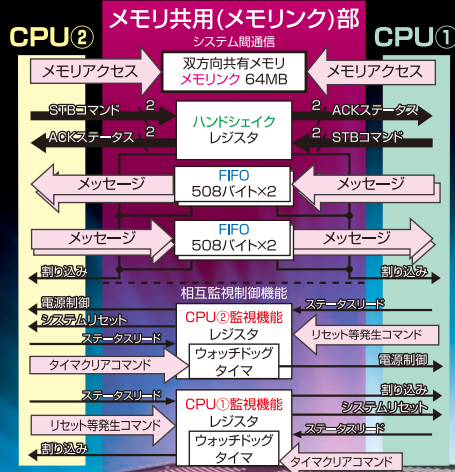 メモリ共用(メモリンク)部
CPU②
システム間通信
CPU①
メモリアクセス
双方向共有メモリ
メモリンク 64MB
メモリアクセス
STBコマンド
2
ハンドシェイク
レジスタ
2
ACKステータス
ACKステータス
2
2
STBコマンド
メッセージ
FIFO
508バイト×2
メッセージ
メッセージ
FIFO
508バイト×2
メッセージ
割り込み
割り込み
相互監視制御機能
電源制御
ステータスリード
システムリセット
CPU②監視機能
レジスタ
リセット等発生コマンド
ステータスリード
ウォッチドッグ
タイマ
タイマクリアコマンド
電源制御
ステータスリード
割り込み
CPU①監視機能
レジスタ
システムリセット
リセット等発生コマンド
ステータスリード
ウォッチドッグ
タイマ
割り込み
タイマクリアコマンド